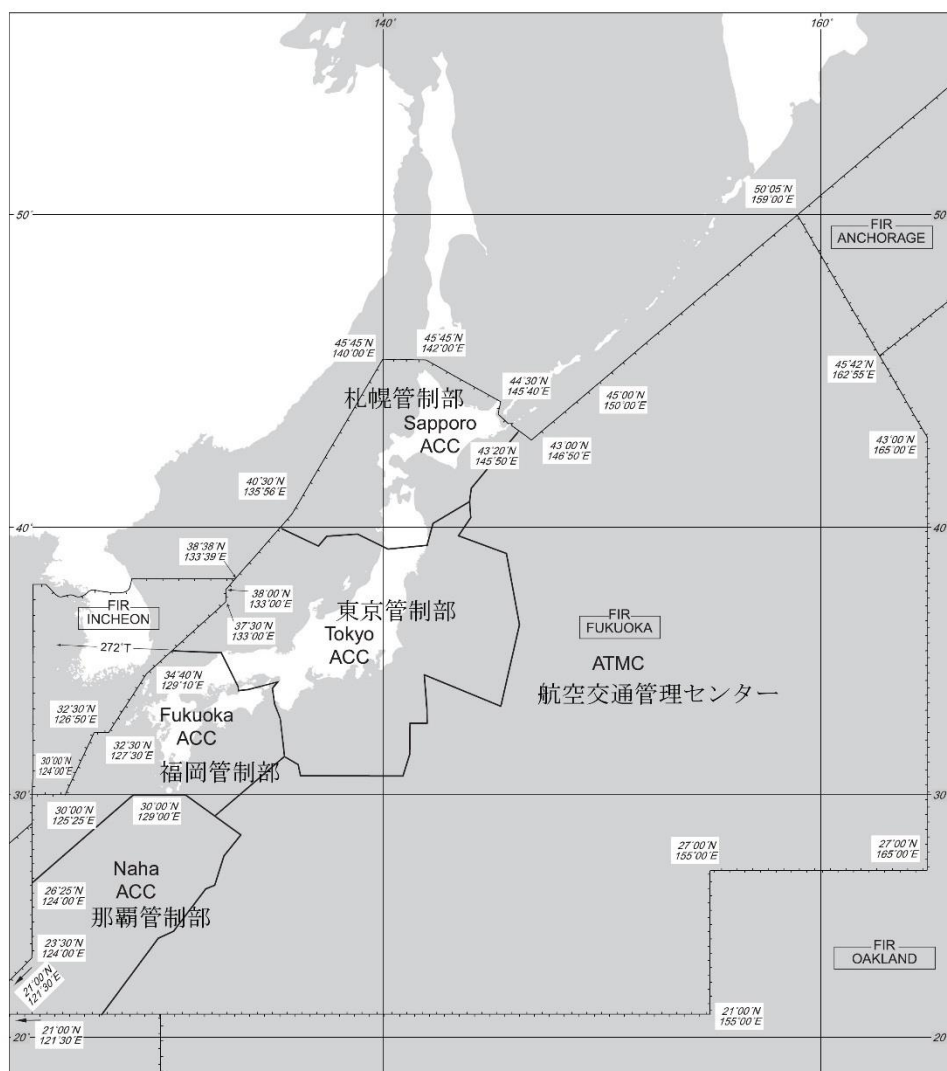 140°
160°
50°05′N
159°00′E
50°
50°
FIR
ANCHORAGE
45°45′N
140°00′E
45°45′N
142°00′E
45°42′N
162°55′E
44°30′N
145°40′E
45°00′N
150°00′E
札幌管制部
Sapporo
ACC
43°20′N
145°50′E
43°00′N
146°50′E
43°00′N
165°00′E
40°30′N
135°56′E
40°
40°
38°38′N
133°39′E
38°00′N
133°00′E
FIR
INCHEON
37°30′N
133°00′E
東京管制部
Tokyo
ACC
FIR
FUKUOKA
272°T
ATMC
航空交通管理センター
34°40′N
129°10′E
32°30′N
126°50′E
Fukuoka
ACC
32°30′N
127°30′E
30°00′N
124°00′E
福岡管制部
30°
30°
30°00′N
125°25′E
30°00′N
129°00′E
27°00′N
155°00′E
27°00′N
165°00′E
Naha
ACC
26°25′N
124°00′E
那覇管制部
23°30′N
124°00′E
FIR
OAKLAND
21°00′N
121°30′E
21°00′N
155°00′E
21°00′N
121°30′E
20°
20°